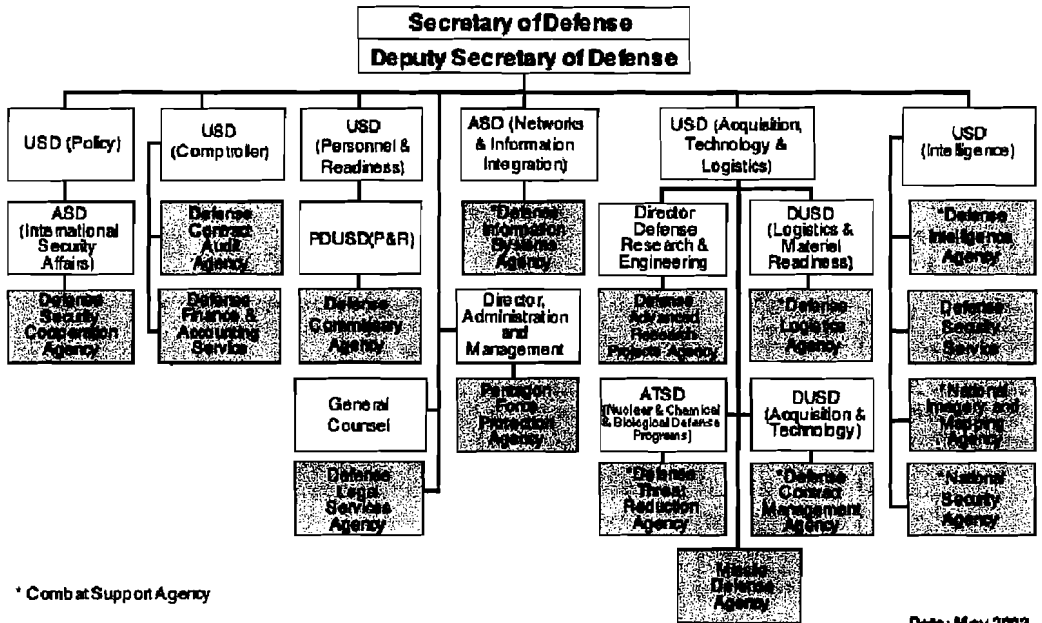 Secretary of Defense
Deputy Secretary of Defense
USD (Policy)
USD
(Comptroller)
USD
(Personnel &
Readiness)
ASD (Networks
& Information
Integration)
USD (Acquisition,
Technology &
Logistics)
USD
(Intelligence)
ASD
(International
Security
Affairs)
Defense
Contract
Audit
Agency
PDUSD(P&R)
*Defense
Information
Systems
Agency
Director
Defense
Research &
Engineering
DUSD
(Logistics &
Materiel
Readiness)
*Defense
Intelligence
Agency
Defense
Security
Cooperation
Agency
Defense
Finance &
Accounting
Service
Defense
Commissary
Agency
Director,
Administration
and
Management
Defense
Advanced
Research
Projects Agency
*Defense
Logistics
Agency
Defense
Security
Service
General
Counsel
Pentagon
Force
Protection
Agency
ATSD
(Nuclear & Chemical
& Biological Defense
Programs)
DUSD
(Acquisition &
Technology)
*National
Imagery and
Mapping
Agency
Defense
Legal
Services
Agency
*Defense
Threat
Reduction
Agency
*Defense
Contract
Management
Agency
*National
Security
Agency
Missile
Defense
Agency
* Combat Support Agency